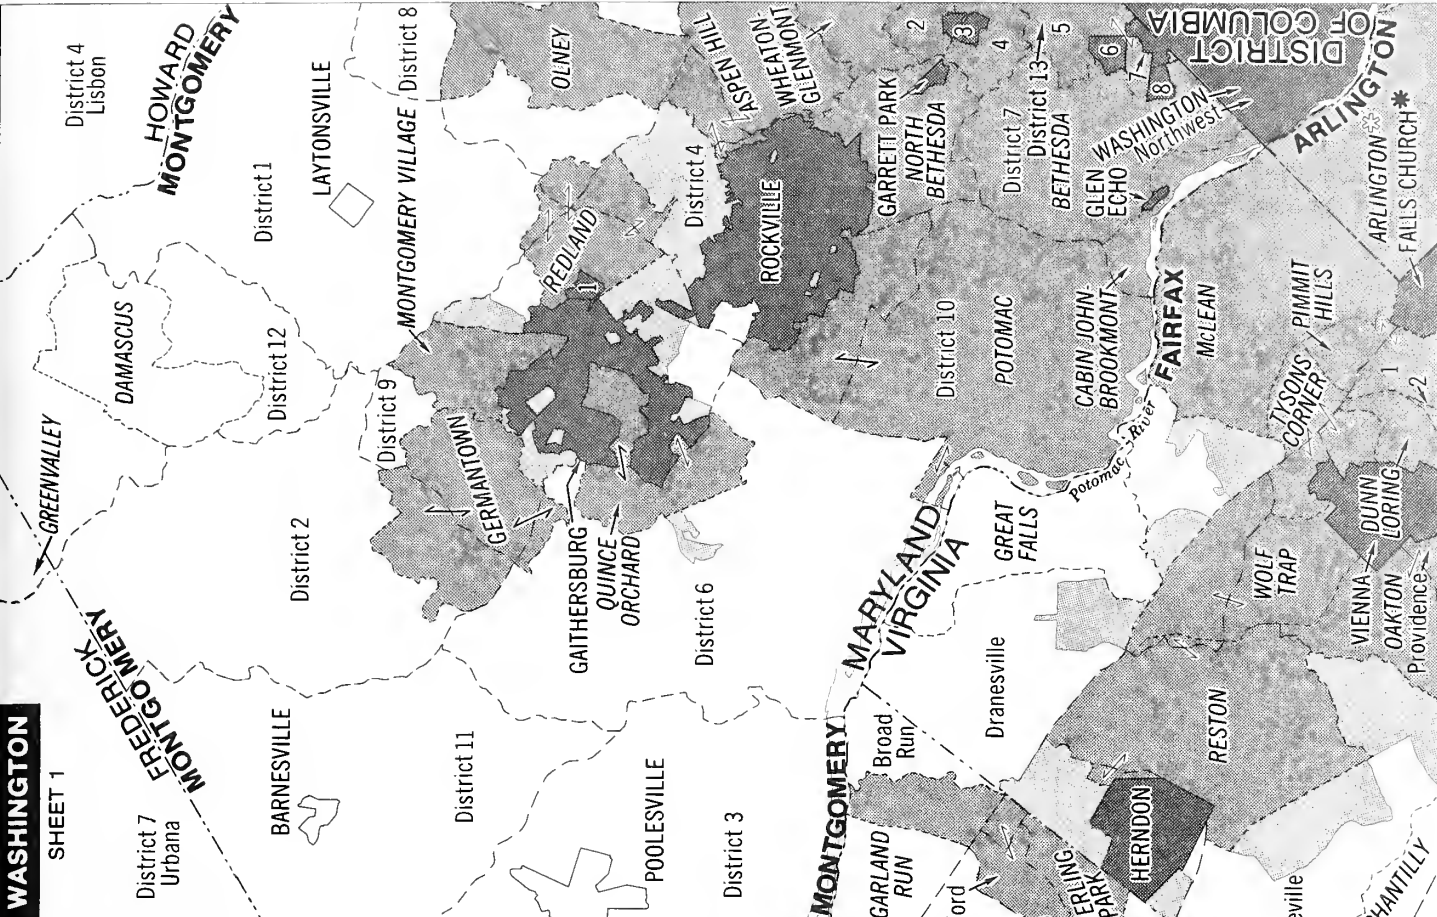 WASHINGTON
SHEET 1
GREENVALLEY
FREDERICK
MONTGOMERY
District 7
Urbana
BARNESVILLE
District 11
POOLESVILLE
District 3
District 2
DAMASCUS
District 12
District 9
District 4
Lisbon
HOWARD
MONTGOMERY
District 1
LAYTONSVILLE
District 8
MONTGOMERY VILLAGE
GERMANTOWN
GAITHERSBURG
QUINCE
ORCHARD
District 6
REDLAND
1
OLNEY
ASPEN HILL
WHEATON-
GLENMONT
District 4
ROCKVILLE
GARRETT PARK
NORTH
BETHESDA
2
3
4
5
6
7
8
District 7
District 13
BETHESDA
GLEN
ECHO
WASHINGTON
Northwest
DISTRICT
OF COLUMBIA
District 10
POTOMAC
CABIN JOHN-
BROOKMONT
MARYLAND
VIRGINIA
MONTGOMERY
FAIRFAX
ARLINGTON
ARLINGTON
FALLS CHURCH*
McLEAN
PIMMIT
HILLS
TYSONS
CORNER
1
2
Potomac River
GREAT
FALLS
WOLF
TRAP
DUNN
LORING
VIENNA
OAKTON
Providence
Dranesville
Broad
Run
RESTON
HERNDON
GARLAND
RUN
ord
ERLING
PARK
eville
HANTILLY